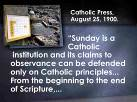 Catholic Press,
August 25, 1900.
"Sunday is a
Catholic
institution and its claims to
observance can be defended
only on Catholic principles...
From the beginning to the end
of Scripture,...